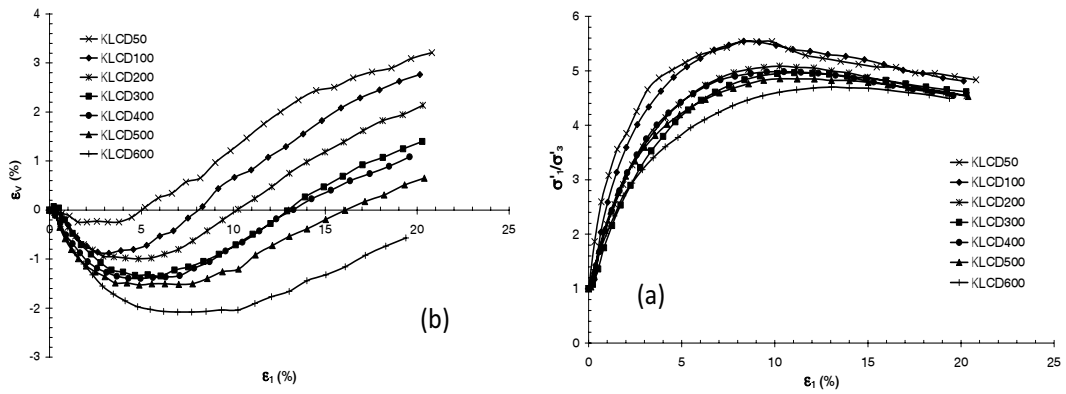 4
3
2
1
0
-1
-2
-3
0
5
10
15
20
25
εv (%)
ε1 (%)
KLCD50
KLCD100
KLCD200
KLCD300
KLCD400
KLCD500
KLCD600
(b)
6
5
4
3
2
1
0
0
5
10
15
20
25
σ'1/σ'3
ε1 (%)
KLCD50
KLCD100
KLCD200
KLCD300
KLCD400
KLCD500
KLCD600
(a)